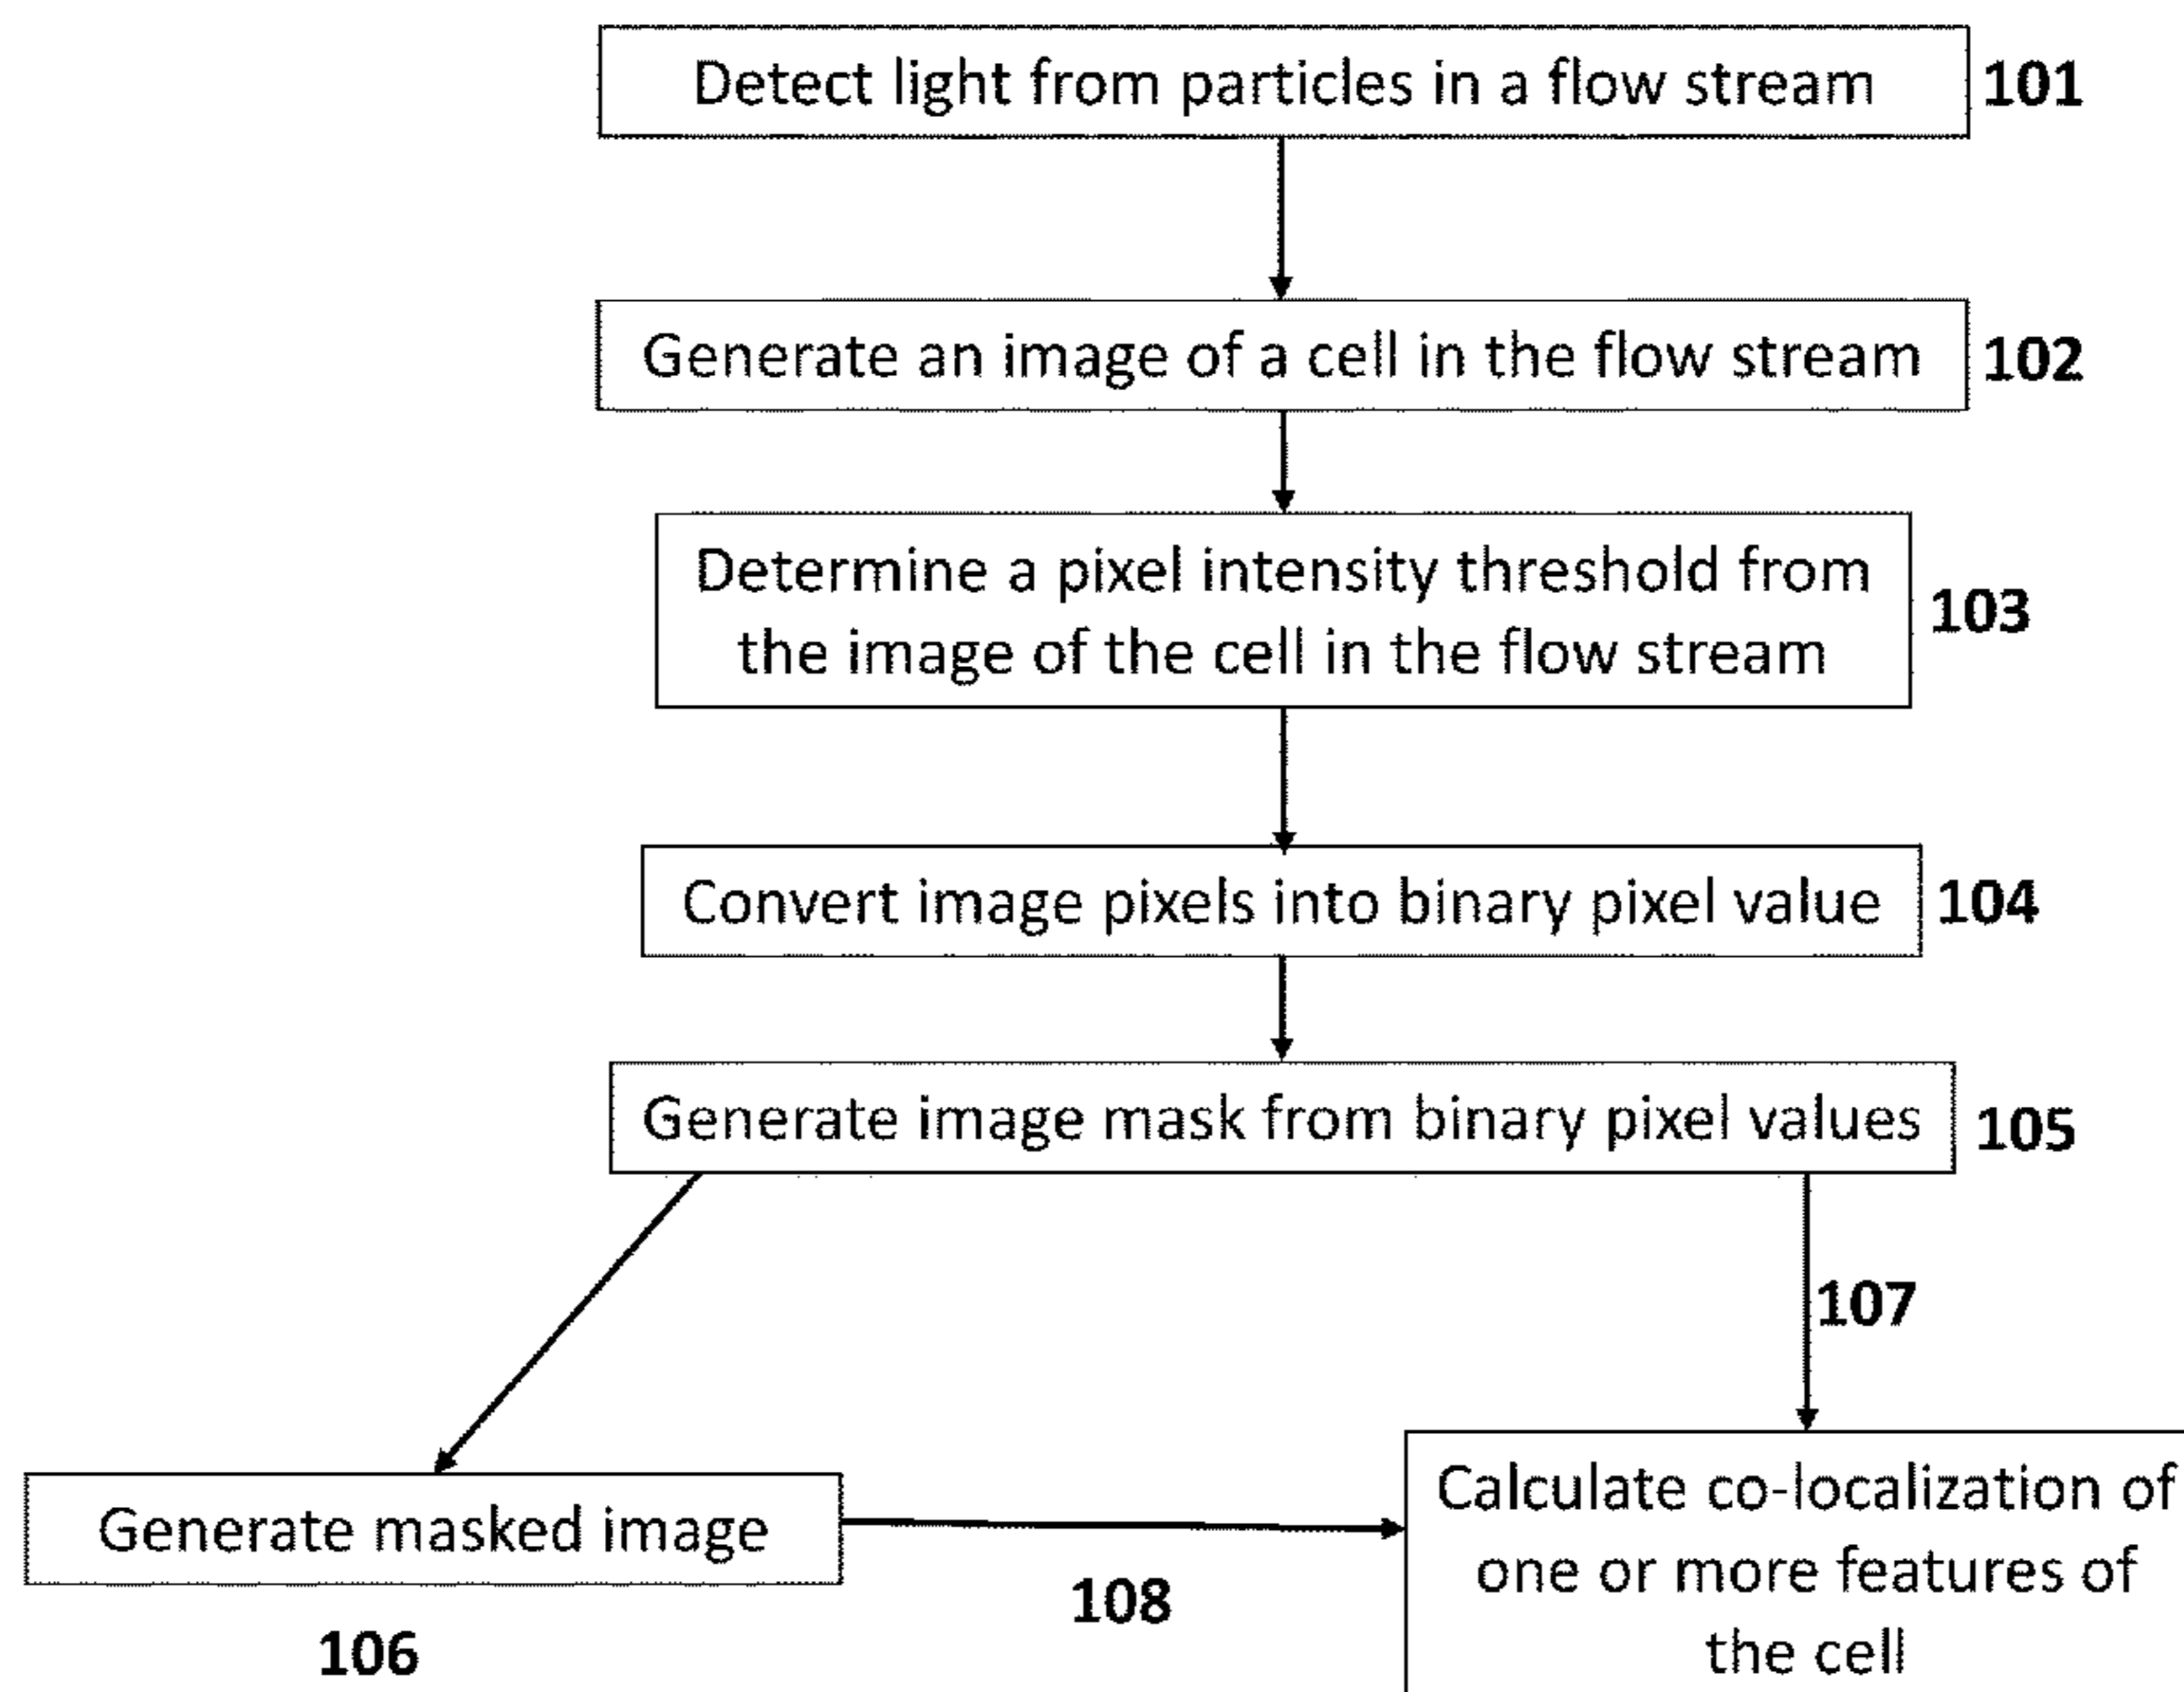 Detect light from particles in a flow stream 101
Generate an image of a cell in the flow stream 102
Determine a pixel intensity threshold from
the image of the cell in the flow stream
103
Convert image pixels into binary pixel value 104
Generate image mask from binary pixel values 105
107
Generate masked image
106
108
Calculate co-localization of
one or more features of
the cell